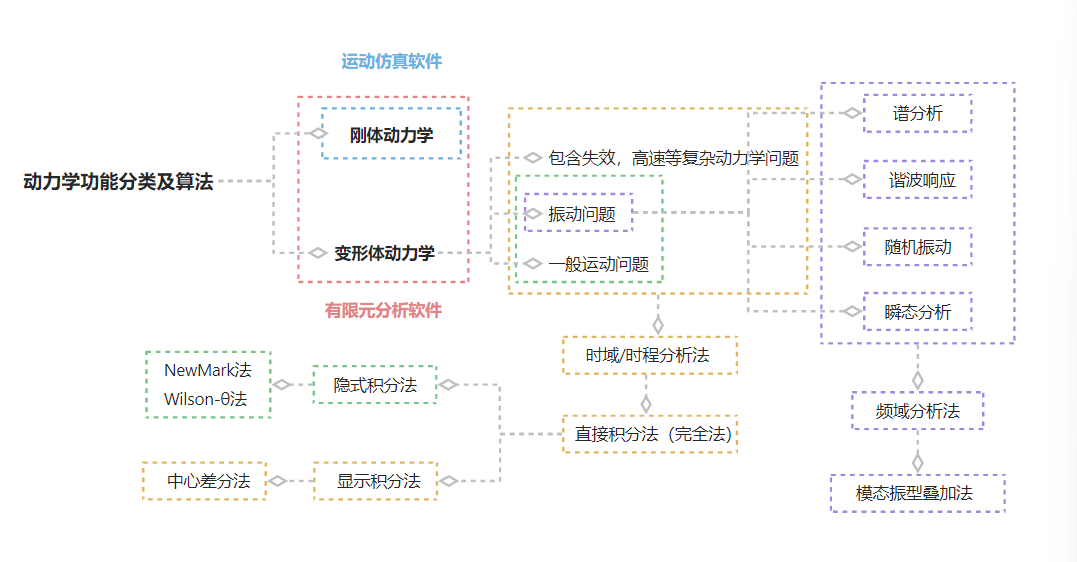 运动仿真软件
刚体动力学
动力学功能分类及算法
变形体动力学
有限元分析软件
包含失效，高速等复杂动力学问题
振动问题
一般运动问题
谱分析
谐波响应
随机振动
瞬态分析
时域/时程分析法
直接积分法（完全法）
隐式积分法
NewMark法
Wilson-θ法
显示积分法
中心差分法
频域分析法
模态振型叠加法